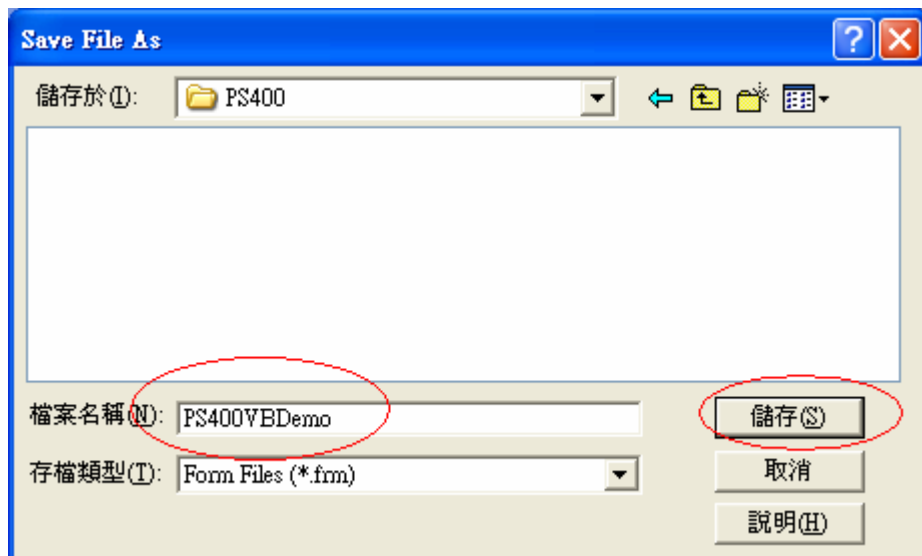 Save File As
儲存於(I): PS400
檔案名稱(N): PS400VBDemo 儲存(S)
存檔類型(T): Form Files (*.frm) 取消
說明(H)